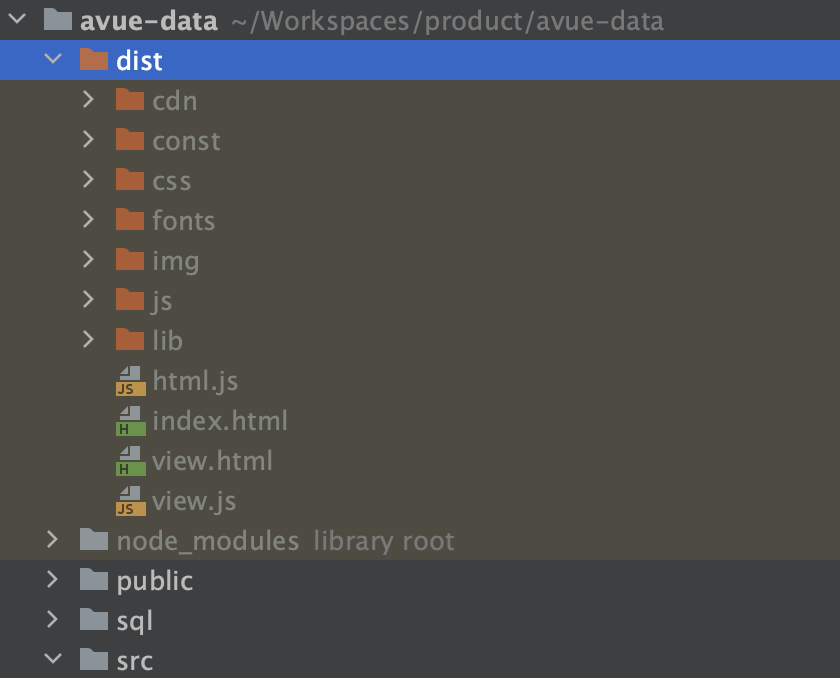 avue-data ~/Workspaces/product/avue-data
dist
cdn
const
css
fonts
img
js
lib
JS html.js
H index.html
H view.html
JS view.js
node_modules library root
public
sql
src